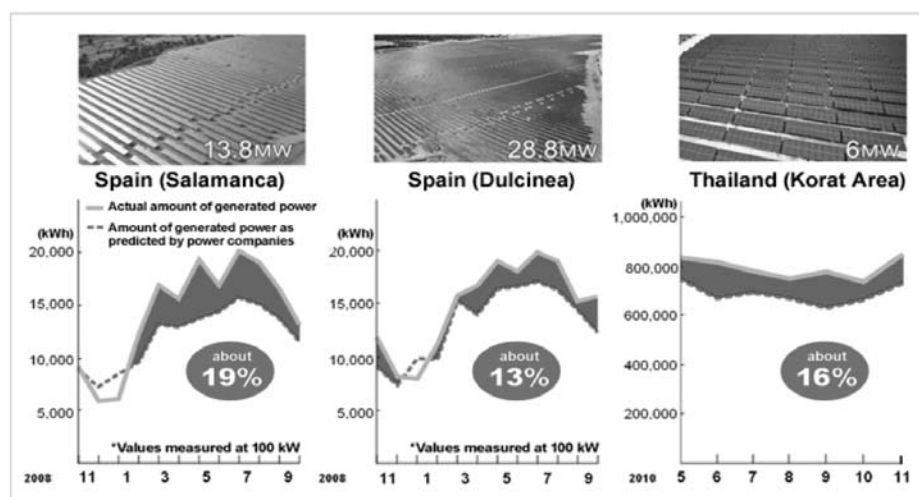 13.8MW
28.8MW
6MW
Spain (Salamanca)
Spain (Dulcinea)
Thailand (Korat Area)
(kWh)
Actual amount of generated power
Amount of generated power as
predicted by power companies
20,000
15,000
10,000
5,000
about
19%
*Values measured at 100 kW
2008 11 1 3 5 7 9
(kWh)
20,000
15,000
10,000
5,000
about
13%
*Values measured at 100 kW
2008 11 1 3 5 7 9
(kWh)
1,000,000
800,000
600,000
400,000
200,000
about
16%
2010 5 6 7 8 9 10 11